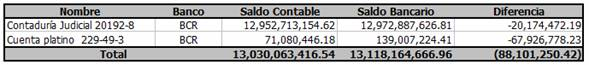 Nombre Banco Saldo Contable Saldo Bancario Diferencia
Contaduría Judicial 20192-8 BCR 12,952,713,154.62 12,972,887,626.81 -20,174,472.19
Cuenta platino 229-49-3 BCR 71,080,446.18 139,007,224.41 -67,926,778.23
Total 13,030,063,416.54 13,118,164,666.96 (88,101,250.42)